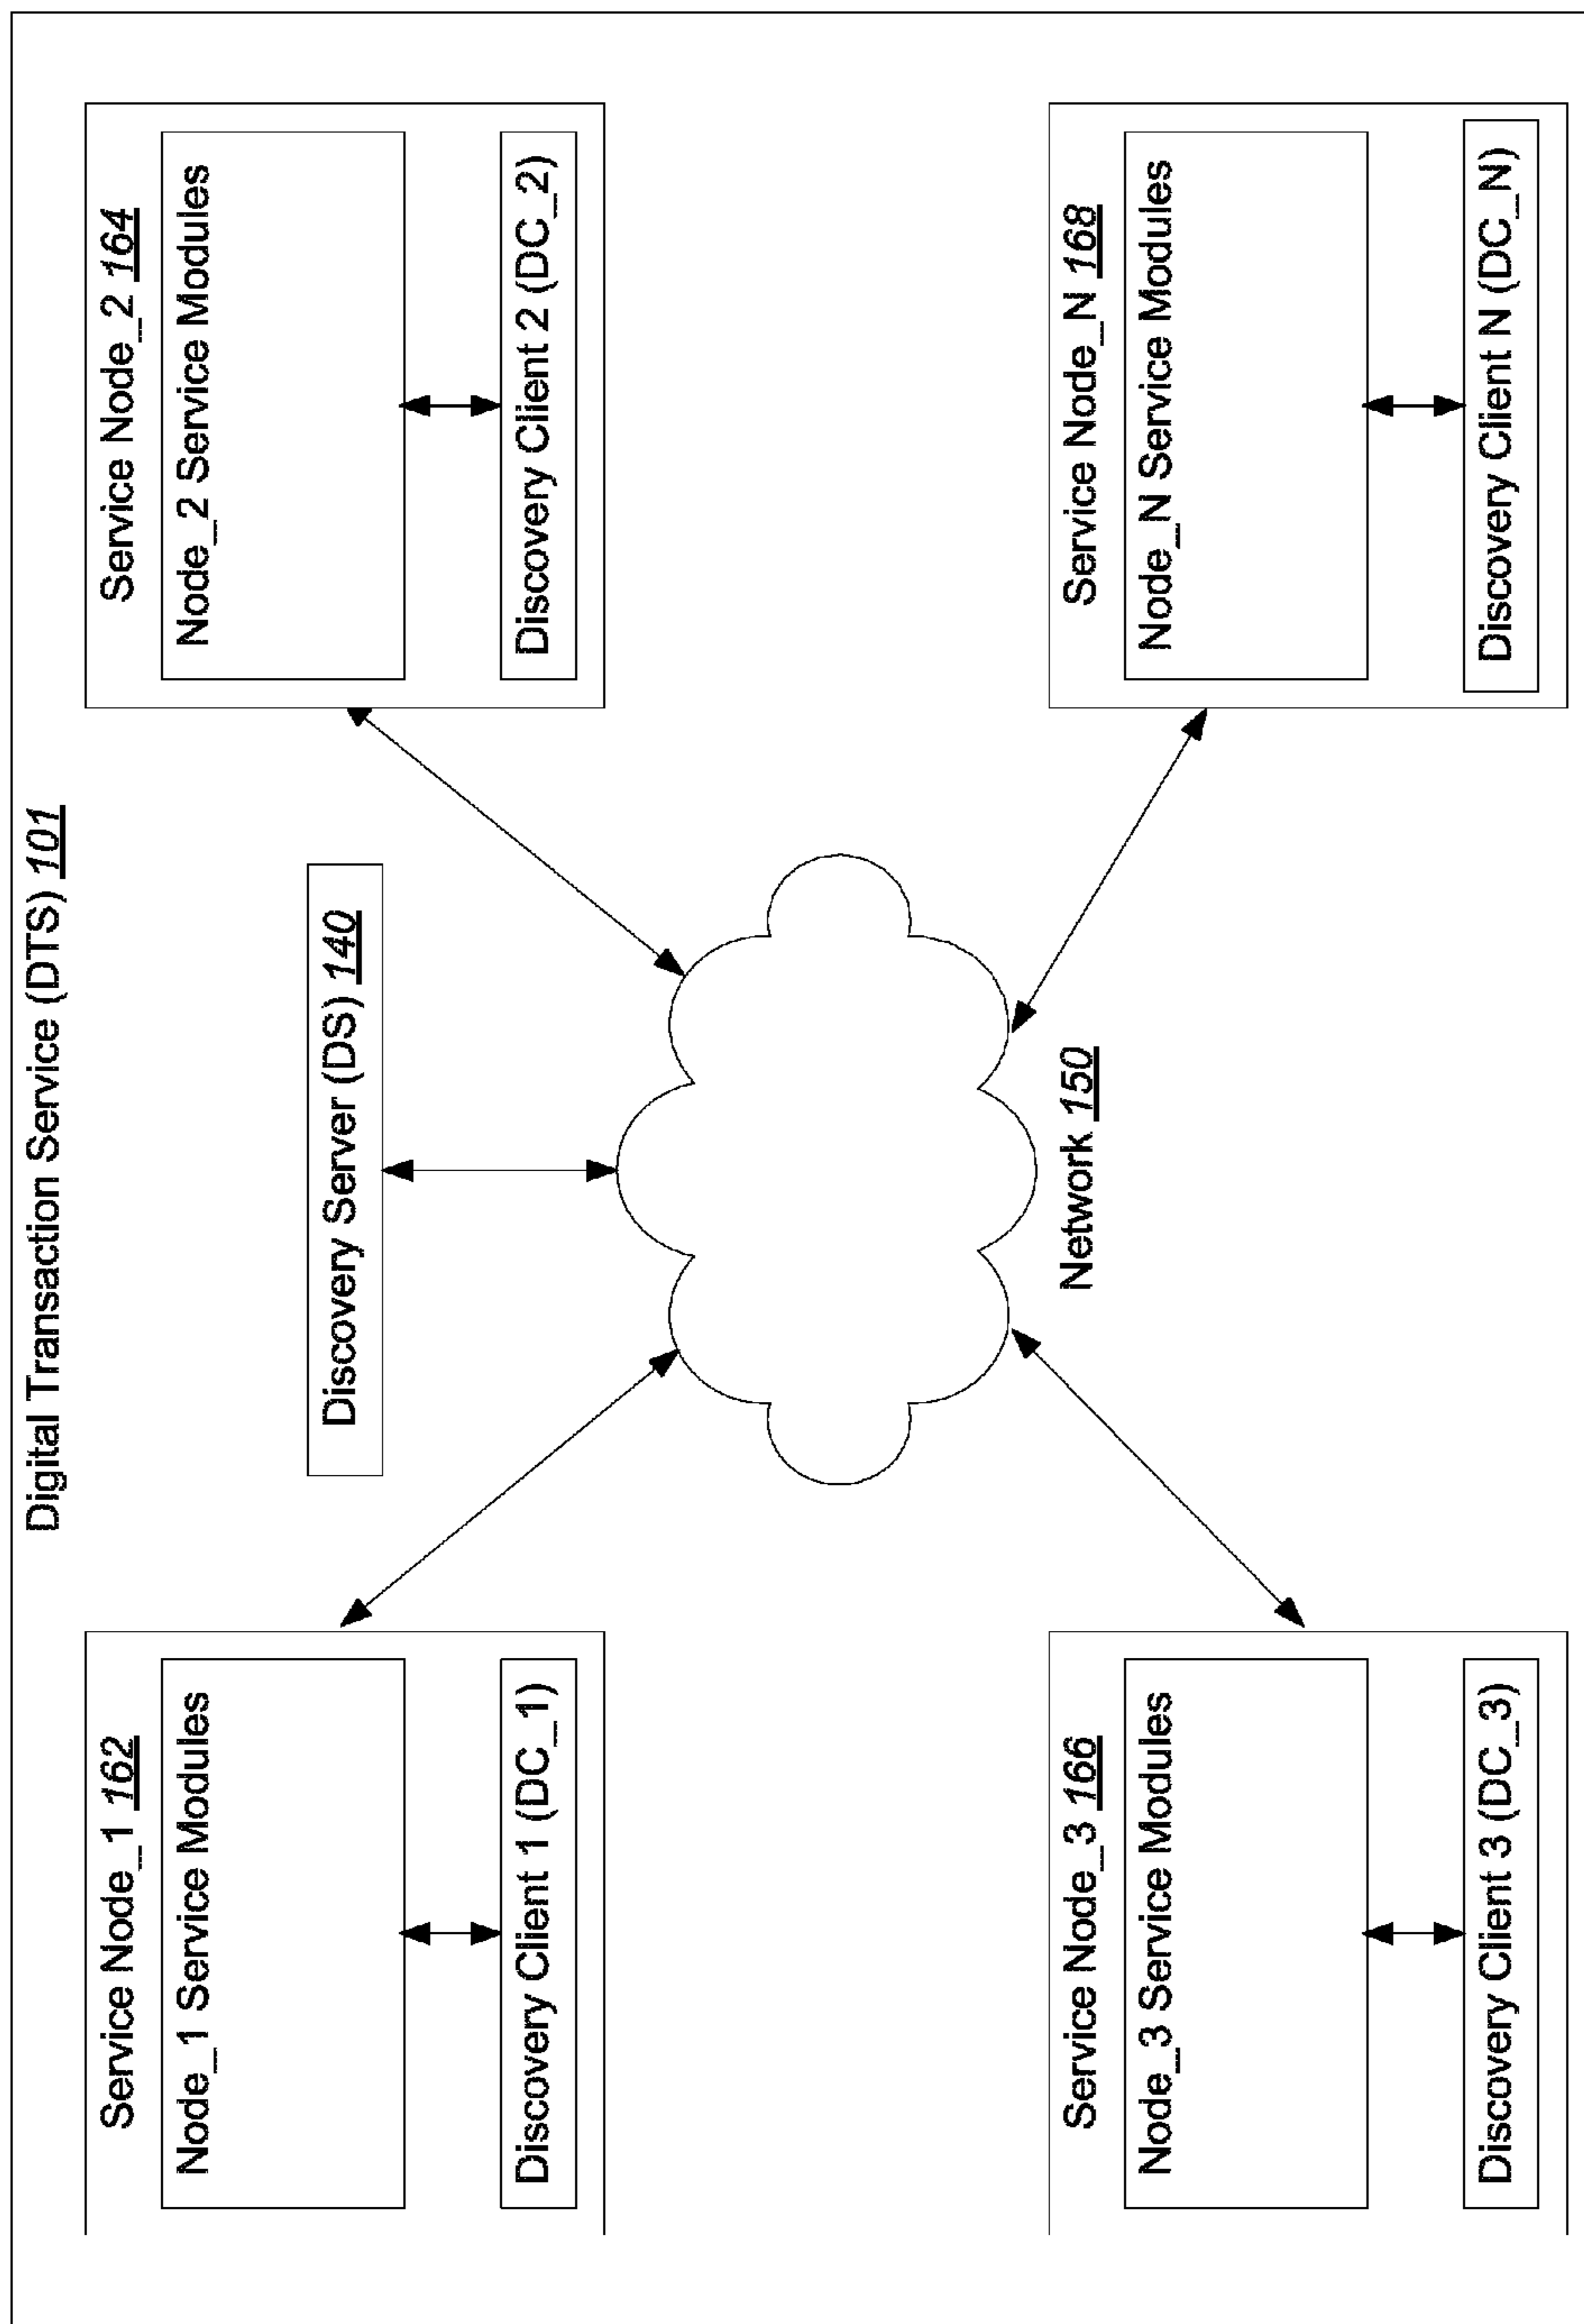 Digital Transaction Service (DTS) 101
Service Node_1 162
Node_1 Service Modules
Discovery Client 1 (DC_1)
Discovery Server (DS) 140
Service Node_2 164
Node_2 Service Modules
Discovery Client 2 (DC_2)
Network 150
Service Node_3 166
Node_3 Service Modules
Discovery Client 3 (DC_3)
Service Node_N 168
Node_N Service Modules
Discovery Client N (DC_N)